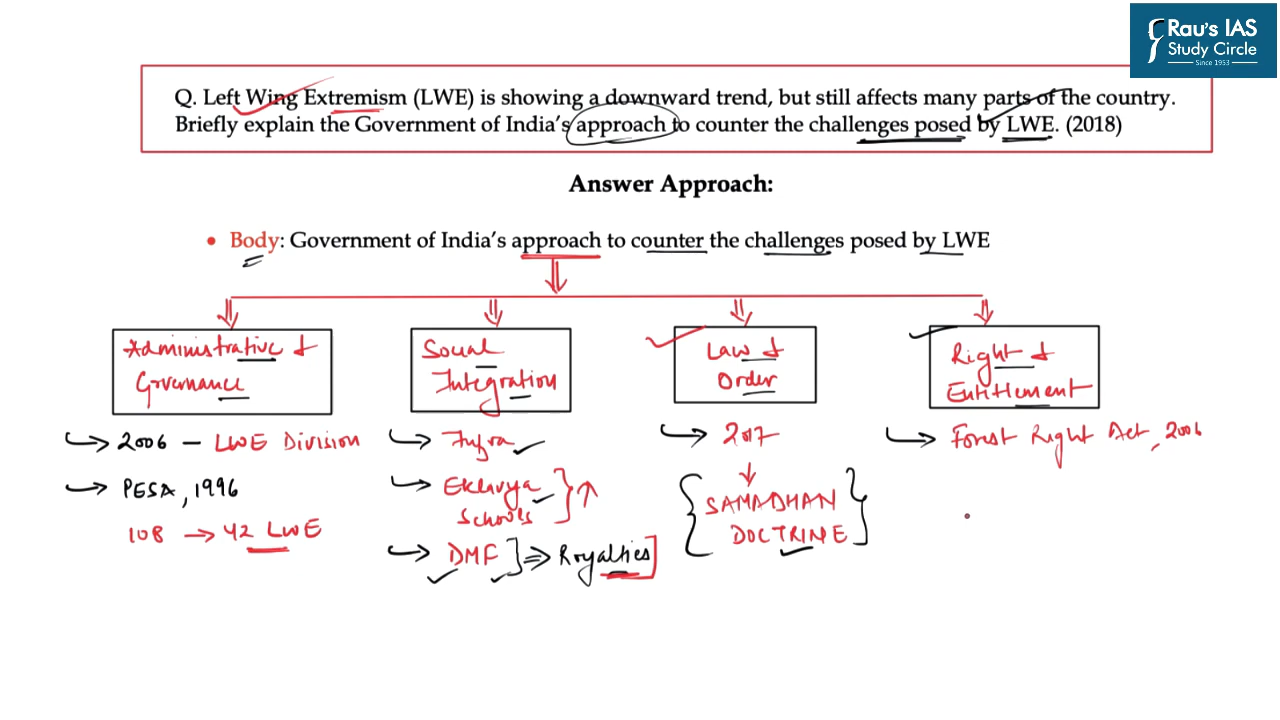 Rau's IAS
Study Circle
Since 1953
Q. Left Wing Extremism (LWE) is showing a downward trend, but still affects many parts of the country.
Briefly explain the Government of India's approach to counter the challenges posed by LWE. (2018)
Answer Approach:
• Body: Government of India's approach to counter the challenges posed by LWE
Administrative &
Governance
2006 – LWE Division
PESA, 1996
108 → 42 LWE
Social
Integration
Infra
Eklavya
Schools
DMF ⇒ Royalties
Law &
Order
2017
SAMADHAN
DOCTRINE
Right &
Entitlement
Forest Right Act, 2006